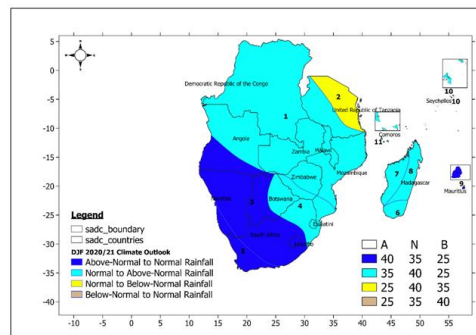 5
0
-5
-10
-15
-20
-25
-30
-35
-40
-10
-5
0
5
10
15
20
25
30
35
40
45
50
55
Democratic Republic of the Congo
1
2
United Republic of Tanzania
10
Seychelles
10
11
Comoros
Angola
Zambia
Malawi
Mozambique
Zimbabwe
Namibia
3
Botswana
4
7
8
Madagascar
6
9
Mauritius
South Africa
Eswatini
Lesotho
5
Legend
sadc_boundary
sadc_countries
DJF 2020/21 Climate Outlook
Above-Normal to Normal Rainfall
Normal to Above-Normal Rainfall
Normal to Below-Normal Rainfall
Below-Normal to Normal Rainfall
A N B
40 35 25
35 40 25
25 40 35
25 35 40